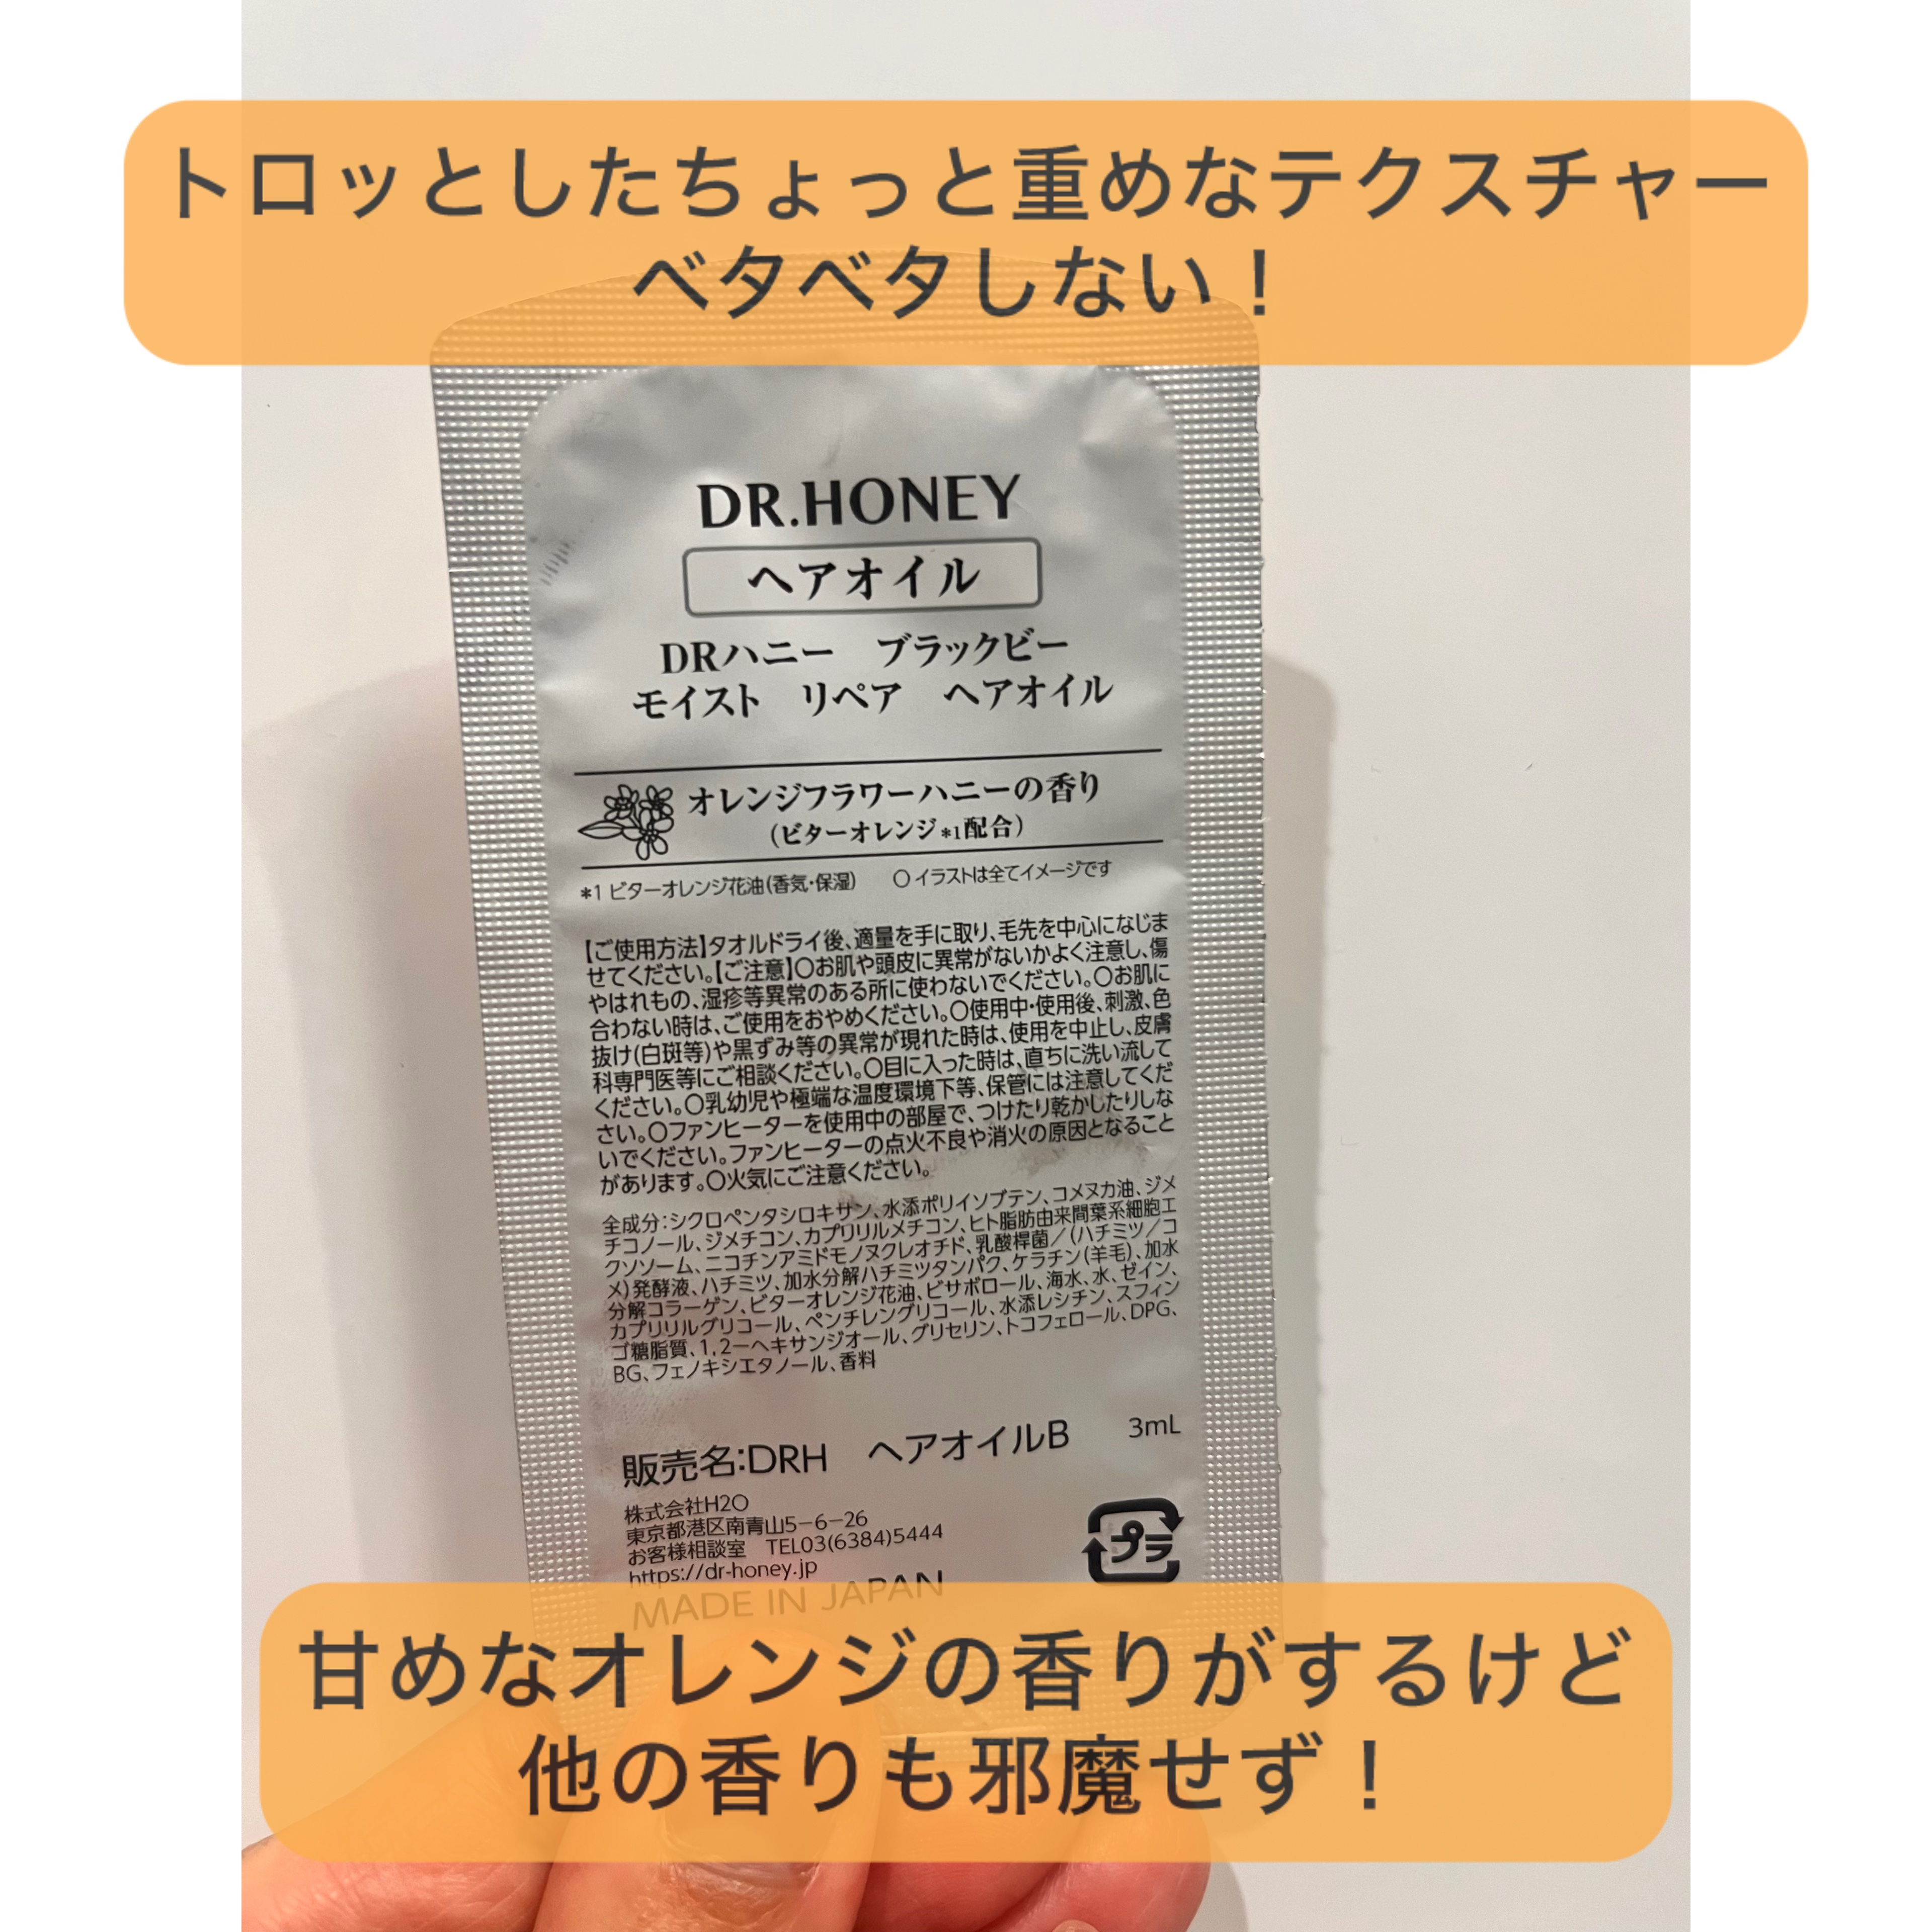 トロッとしたちょっと重めなテクスチャー
ベタベタしない！
DR.HONEY
ヘアオイル
DRハニー　ブラックビー
モイスト　リペア　ヘアオイル
オレンジフラワーハニーの香り
(ビターオレンジ*1配合)
*1 ビターオレンジ花油(香気・保湿)　〇イラストは全てイメージです
【ご使用方法】タオルドライ後、適量を手に取り、毛先を中心になじま
せてください。【ご注意】〇お肌や頭皮に異常がないかよく注意し、傷
やはれもの、湿疹等異常のある所に使わないでください。〇お肌に
合わない時は、ご使用をおやめください。〇使用中・使用後、刺激、色
抜け(白斑等)や黒ずみ等の異常が現れた時は、使用を中止し、皮膚
科専門医等にご相談ください。〇目に入った時は、直ちに洗い流して
ください。〇乳幼児や極端な温度環境下等、保管には注意してくだ
さい。〇ファンヒーターを使用中の部屋で、つけたり乾かしたりしな
いでください。ファンヒーターの点火不良や消火の原因となること
があります。〇火気にご注意ください。
全成分：シクロペンタシロキサン、水添ポリイソブテン、コメヌカ油、ジメ
チコノール、ジメチコン、カプリリルメチコン、ヒト脂肪由来間葉系細胞エ
クソソーム、ニコチンアミドモノヌクレオチド、乳酸桿菌／(ハチミツ／コ
メ)発酵液、ハチミツ、加水分解ハチミツタンパク、ケラチン(羊毛)、加水
分解コラーゲン、ビターオレンジ花油、ビサボロール、海水、水、ゼイン、
カプリリルグリコール、ペンチレングリコール、水添レシチン、スフィン
ゴ糖脂質、1,2－ヘキサンジオール、グリセリン、トコフェロール、DPG、
BG、フェノキシエタノール、香料
販売名：DRH　ヘアオイルB　3mL
株式会社H2O
東京都港区南青山5－6－26
お客様相談室　TEL03(6384)5444
https://dr-honey.jp
プラ
MADE IN JAPAN
甘めなオレンジの香りがするけど
他の香りも邪魔せず！